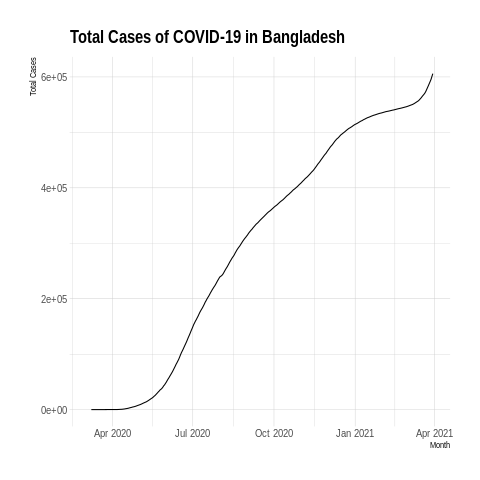 Total Cases of COVID-19 in Bangladesh
Total Cases
6e+05
4e+05
2e+05
0e+00
Apr 2020 Jul 2020 Oct 2020 Jan 2021 Apr 2021
Month